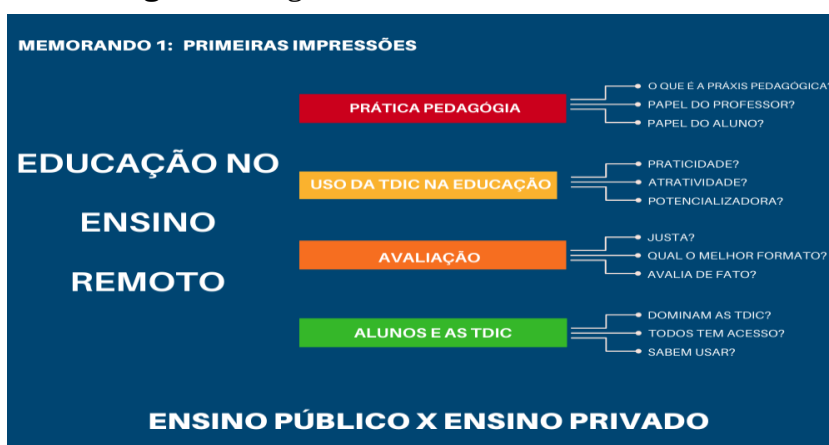 MEMORANDO 1: PRIMEIRAS IMPRESSÕES
EDUCAÇÃO NO
ENSINO
REMOTO
PRÁTICA PEDAGÓGIA
O QUE É A PRÁXIS PEDAGÓGICA?
PAPEL DO PROFESSOR?
PAPEL DO ALUNO?
USO DA TDIC NA EDUCAÇÃO
PRATICIDADE?
ATRATIVIDADE?
POTENCIALIZADORA?
AVALIAÇÃO
JUSTA?
QUAL O MELHOR FORMATO?
AVALIA DE FATO?
ALUNOS E AS TDIC
DOMINAM AS TDIC?
TODOS TEM ACESSO?
SABEM USAR?
ENSINO PÚBLICO X ENSINO PRIVADO